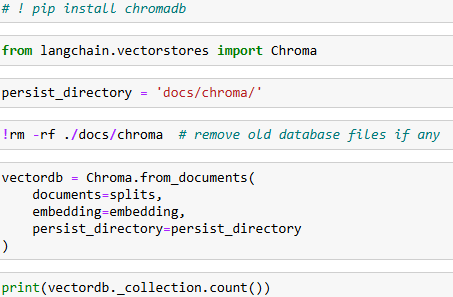 # ! pip install chromadb
from langchain.vectorstores import Chroma
persist_directory = 'docs/chroma/'
!rm -rf ./docs/chroma  # remove old database files if any
vectordb = Chroma.from_documents(
    documents=splits,
    embedding=embedding,
    persist_directory=persist_directory
)
print(vectordb._collection.count())